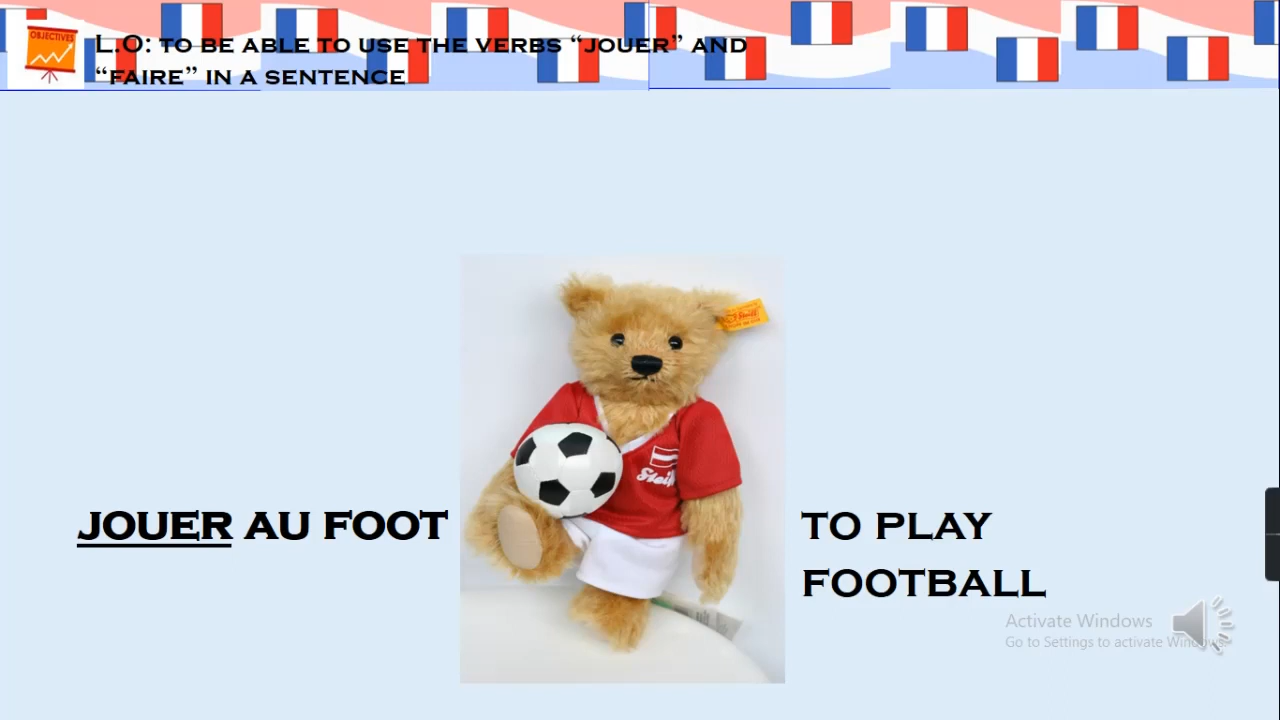 OBJECTIVES
L.O: TO BE ABLE TO USE THE VERBS “JOUER” AND
“FAIRE” IN A SENTENCE
Steiff
JOUER AU FOOT
TO PLAY
FOOTBALL
Activate Windows
Go to Settings to activate Windows.